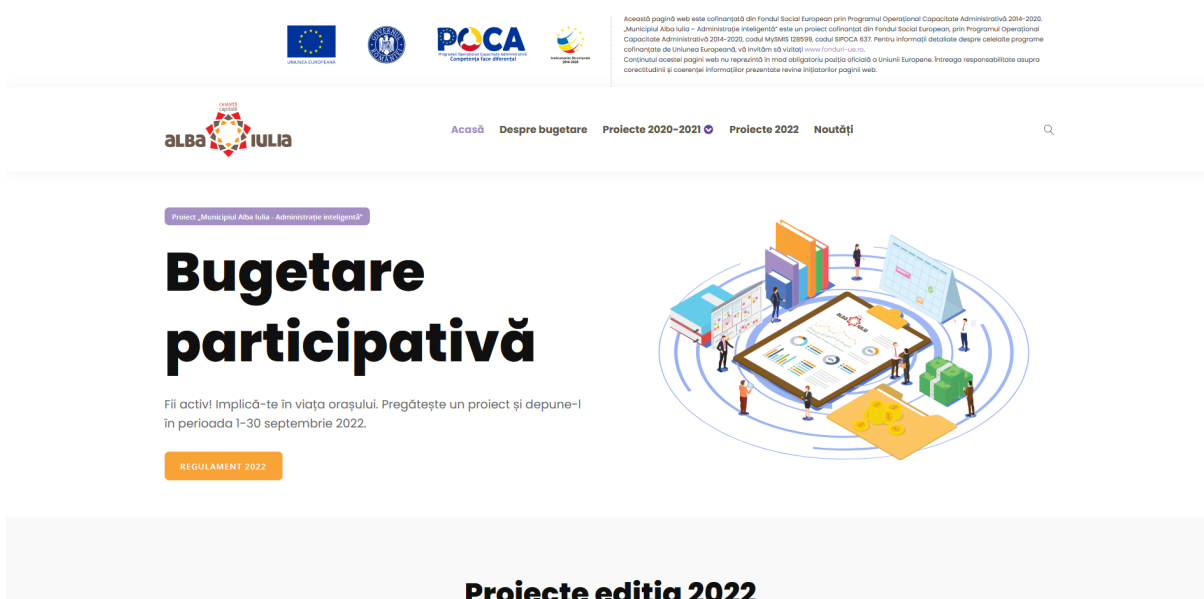 UNIUNEA EUROPEANĂ
GUVERNUL ROMÂNIEI
POCA
Programul Operațional Capacitate Administrativă
Competența face diferența!
Instrumente Structurale
2014-2020
Această pagină web este cofinanțată din Fondul Social European prin Programul Operațional Capacitate Administrativă 2014-2020.
„Municipiul Alba Iulia – Administrație inteligentă” este un proiect cofinanțat din Fondul Social European, prin Programul Operațional
Capacitate Administrativă 2014-2020, codul MySMIS 128599, codul SIPOCA 637. Pentru informații detaliate despre celelalte programe
cofinanțate de Uniunea Europeană, vă invităm să vizitați www.fonduri-ue.ro.
Conținutul acestei pagini web nu reprezintă în mod obligatoriu poziția oficială a Uniunii Europene. Întreaga responsabilitate asupra
corectitudinii și coerenței informațiilor prezentate revine inițiatorilor paginii web.
cealaltă
capitală
ALBA IULIA
Acasă Despre bugetare Proiecte 2020-2021 Proiecte 2022 Noutăți
Proiect „Municipiul Alba Iulia - Administrație inteligentă”
Bugetare
participativă
Fii activ! Implică-te în viața orașului. Pregătește un proiect și depune-l
în perioada 1-30 septembrie 2022.
REGULAMENT 2022
ALBA IULIA
Proiecte ediția 2022